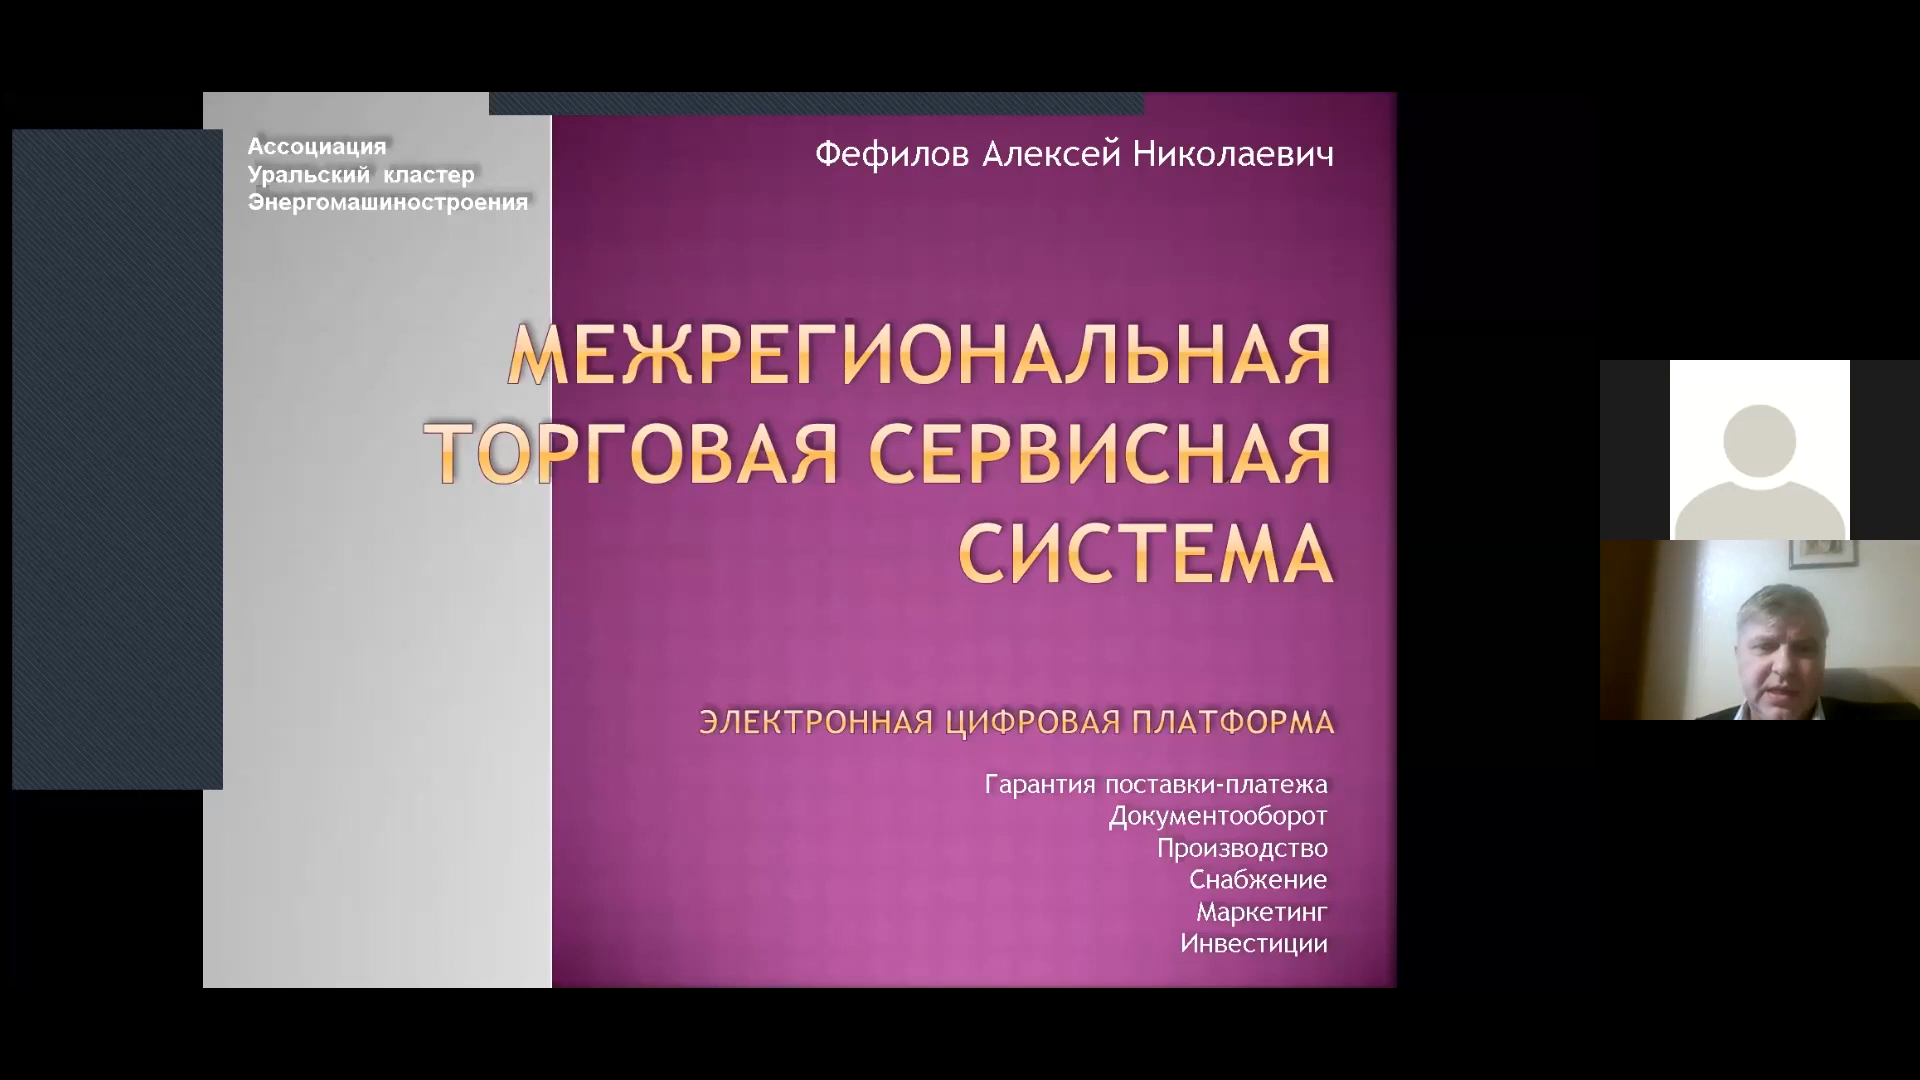 Ассоциация
Уральский кластер
Энергомашиностроения
Фефилов Алексей Николаевич
МЕЖРЕГИОНАЛЬНАЯ
ТОРГОВАЯ СЕРВИСНАЯ
СИСТЕМА
ЭЛЕКТРОННАЯ ЦИФРОВАЯ ПЛАТФОРМА
Гарантия поставки-платежа
Документооборот
Производство
Снабжение
Маркетинг
Инвестиции